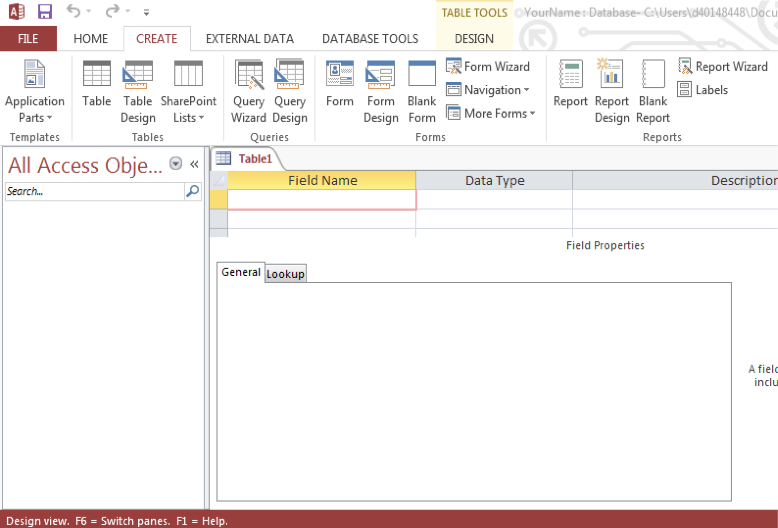 TABLE TOOLS YourName : Database- C:\Users\d40148448\Docu
FILE HOME CREATE EXTERNAL DATA DATABASE TOOLS DESIGN
Application Parts
Templates
Table
Table Design
SharePoint Lists
Tables
Query Wizard
Query Design
Queries
Form
Form Design
Blank Form
Form Wizard
Navigation
More Forms
Forms
Report
Report Design
Blank Report
Report Wizard
Labels
Reports
All Access Obje...
Search...
Table1
Field Name Data Type Description
Field Properties
General Lookup
A field
inclu
Design view. F6 = Switch panes. F1 = Help.